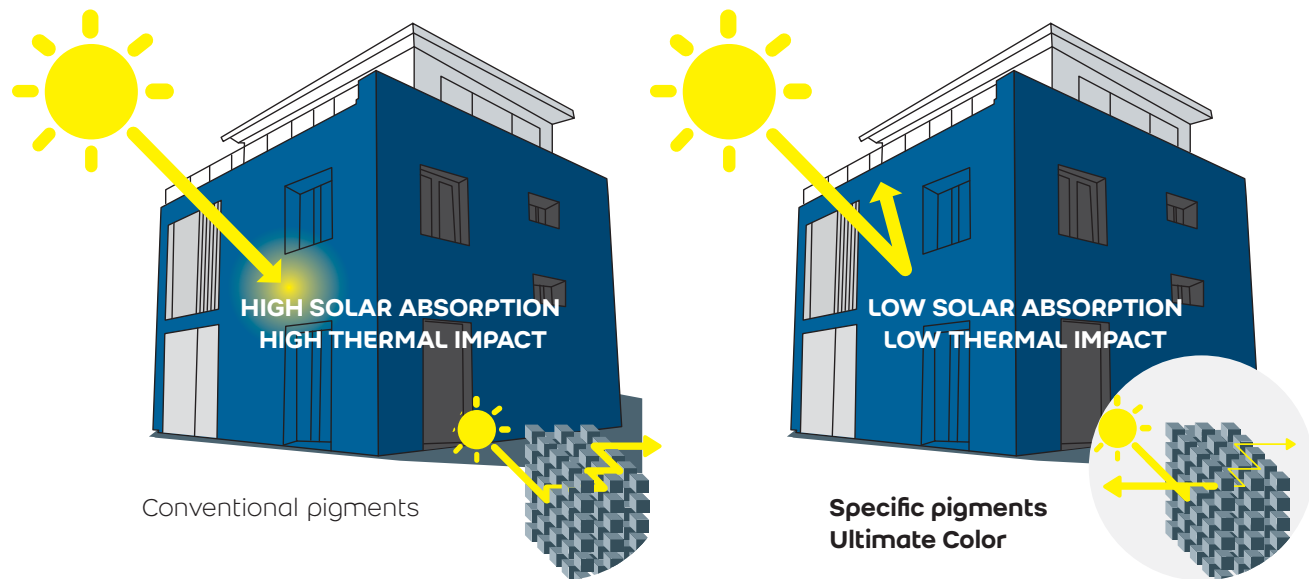 HIGH SOLAR ABSORPTION
HIGH THERMAL IMPACT
LOW SOLAR ABSORPTION
LOW THERMAL IMPACT
Conventional pigments
Specific pigments
Ultimate Color